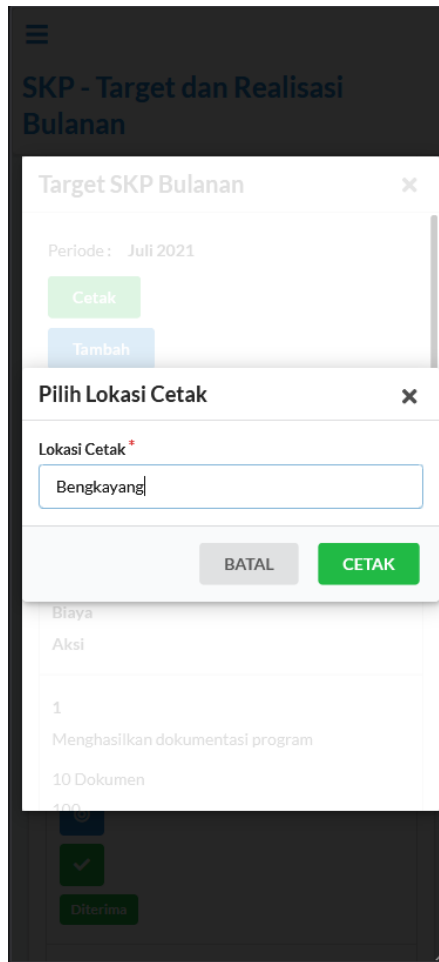 SKP - Target dan Realisasi
Bulanan
Target SKP Bulanan
Periode : Juli 2021
Cetak
Tambah
Pilih Lokasi Cetak
Lokasi Cetak *
Bengkayang
BATAL
CETAK
Biaya
Aksi
1
Menghasilkan dokumentasi program
10 Dokumen
100
Diterima